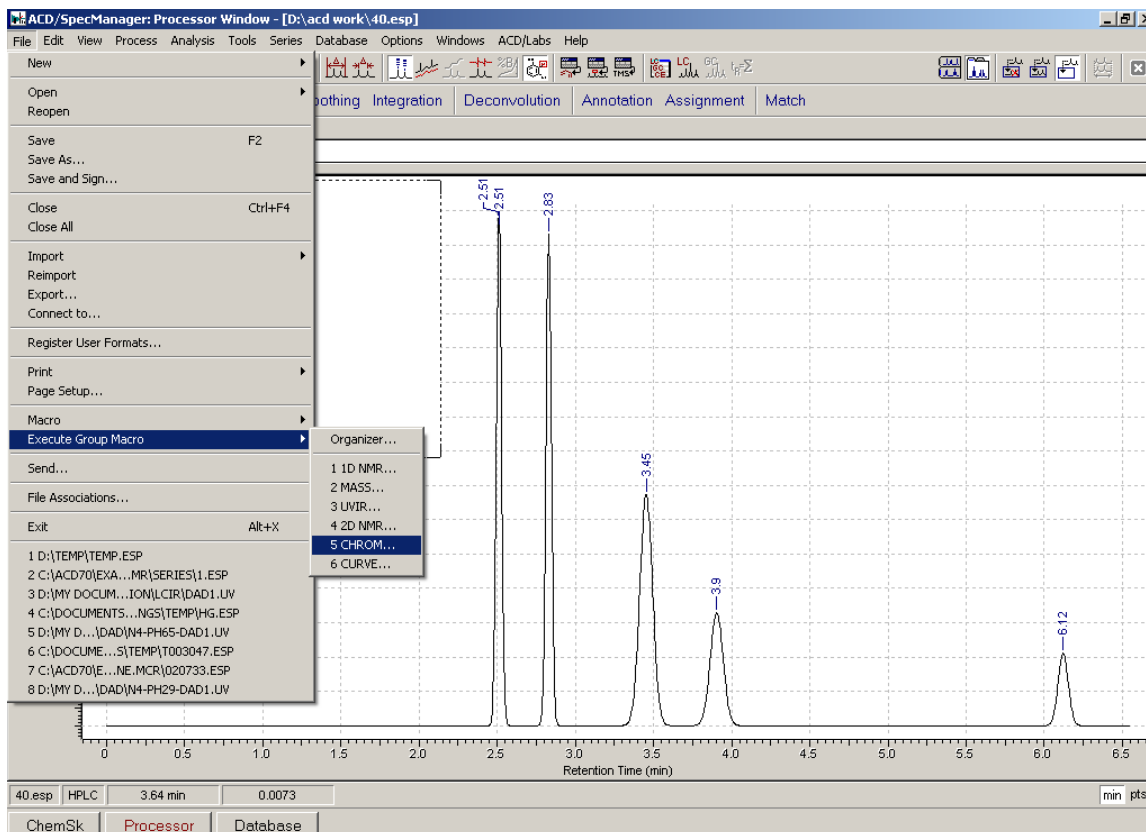 ACD/SpecManager: Processor Window - [D:\acd work\40.esp]
File Edit View Process Analysis Tools Series Database Options Windows ACD/Labs Help
New
Open
Reopen
Save F2
Save As...
Save and Sign...
Close Ctrl+F4
Close All
Import
Reimport
Export...
Connect to...
Register User Formats...
Print
Page Setup...
Macro
Execute Group Macro
Send...
File Associations...
Exit Alt+X
1 D:\TEMP\TEMP.ESP
2 C:\ACD70\EXA...MR\SERIES\1.ESP
3 D:\MY DOCUM...ION\LCIR\DAD1.UV
4 C:\DOCUMENTS...NGS\TEMP\HG.ESP
5 D:\MY D...\DAD\N4-PH65-DAD1.UV
6 C:\DOCUME...S\TEMP\T003047.ESP
7 C:\ACD70\E...NE.MCR\020733.ESP
8 D:\MY D...\DAD\N4-PH29-DAD1.UV
Organizer...
1 1D NMR...
2 MASS...
3 UVIR...
4 2D NMR...
5 CHROM...
6 CURVE...
TMS
LC
othing Integration Deconvolution Annotation Assignment Match
2.51
2.51
2.83
3.45
3.9
6.12
0 0.5 1.0 1.5 2.0 2.5 3.0 3.5 4.0 4.5 5.0 5.5 6.0 6.5
Retention Time (min)
40.esp HPLC 3.64 min 0.0073 min pts
ChemSk Processor Database